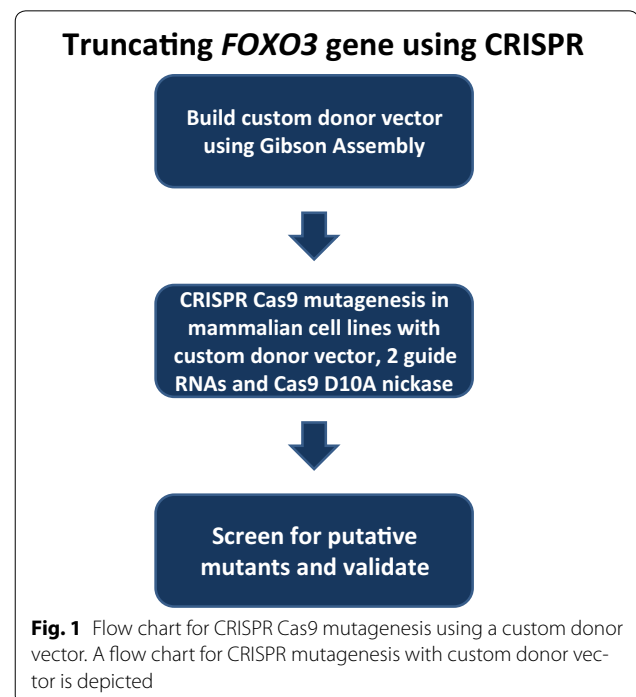 Truncating FOXO3 gene using CRISPR
Build custom donor vector
using Gibson Assembly
CRISPR Cas9 mutagenesis in
mammalian cell lines with
custom donor vector, 2 guide
RNAs and Cas9 D10A nickase
Screen for putative
mutants and validate
Fig. 1 Flow chart for CRISPR Cas9 mutagenesis using a custom donor
vector. A flow chart for CRISPR mutagenesis with custom donor vec-
tor is depicted